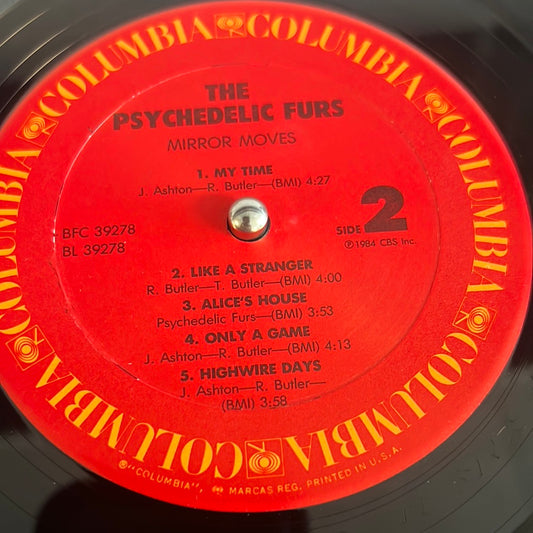 COLUMBIA COLUMBIA COLUMBIA COLUMBIA COLUMBIA COLUMBIA
THE
PSYCHEDELIC FURS
MIRROR MOVES
1. MY TIME
J. Ashton—R. Butler—(BMI) 4:27
BFC 39278
BL 39278
SIDE 2
℗ 1984 CBS Inc.
2. LIKE A STRANGER
R. Butler—T. Butler—(BMI) 4:00
3. ALICE'S HOUSE
Psychedelic Furs—(BMI) 3:53
4. ONLY A GAME
J. Ashton—R. Butler—(BMI) 4:13
5. HIGHWIRE DAYS
J. Ashton—R. Butler—
(BMI) 3:58
® "COLUMBIA", MARCAS REG. PRINTED IN U.S.A.